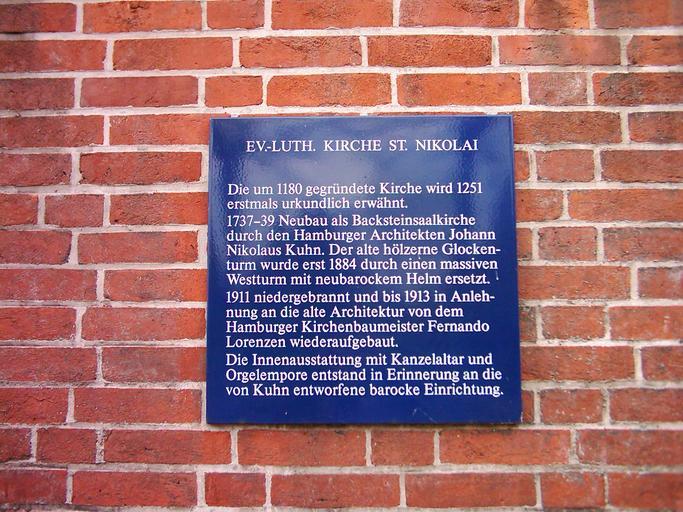 EV.-LUTH. KIRCHE ST. NIKOLAI
Die um 1180 gegründete Kirche wird 1251
erstmals urkundlich erwähnt.
1737–39 Neubau als Backsteinsaalkirche
durch den Hamburger Architekten Johann
Nikolaus Kuhn. Der alte hölzerne Glocken-
turm wurde erst 1884 durch einen massiven
Westturm mit neubarockem Helm ersetzt.
1911 niedergebrannt und bis 1913 in Anleh-
nung an die alte Architektur von dem
Hamburger Kirchenbaumeister Fernando
Lorenzen wiederaufgebaut.
Die Innenausstattung mit Kanzelaltar und
Orgelempore entstand in Erinnerung an die
von Kuhn entworfene barocke Einrichtung.